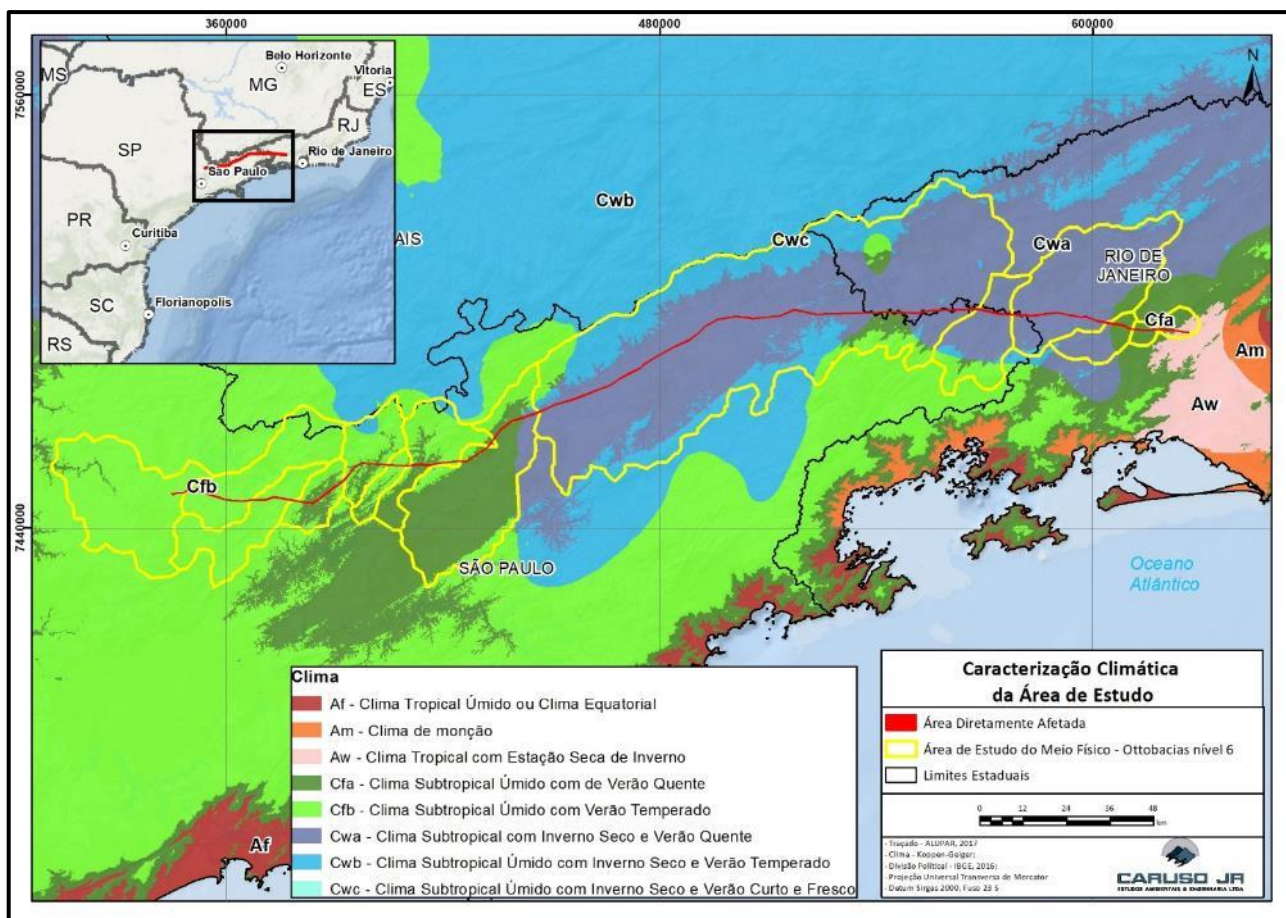 360000
480000
600000
7560000
7440000
N
MS
Belo Horizonte
Vitoria
MG
ES
SP
RJ
Rio de Janeiro
São Paulo
PR
Curitiba
SC
Florianopolis
RS
AIS
Cwb
Cwc
Cwa
RIO DE
JANEIRO
Cfa
Am
Aw
Cfb
SÃO PAULO
Oceano
Atlântico
Af
Clima
Af - Clima Tropical Úmido ou Clima Equatorial
Am - Clima de monção
Aw - Clima Tropical com Estação Seca de Inverno
Cfa - Clima Subtropical Úmido com de Verão Quente
Cfb - Clima Subtropical Úmido com Verão Temperado
Cwa - Clima Subtropical com Inverno Seco e Verão Quente
Cwb - Clima Subtropical Úmido com Inverno Seco e Verão Temperado
Cwc - Clima Subtropical Úmido com Inverno Seco e Verão Curto e Fresco
Caracterização Climática
da Área de Estudo
Área Diretamente Afetada
Área de Estudo do Meio Físico - Ottobacias nível 6
Limites Estaduais
0 12 24 36 48
km
- Traçado - ALUPAR, 2017
- Clima - Koppen-Geiger;
- Divisão Politital - IBGE, 2016;
- Projeção Universal Transversa de Mercator
- Datum Sirgas 2000, Fuso 23 S
CARUSO JR
ESTUDOS AMBIENTAIS & ENGENHARIA LTDA